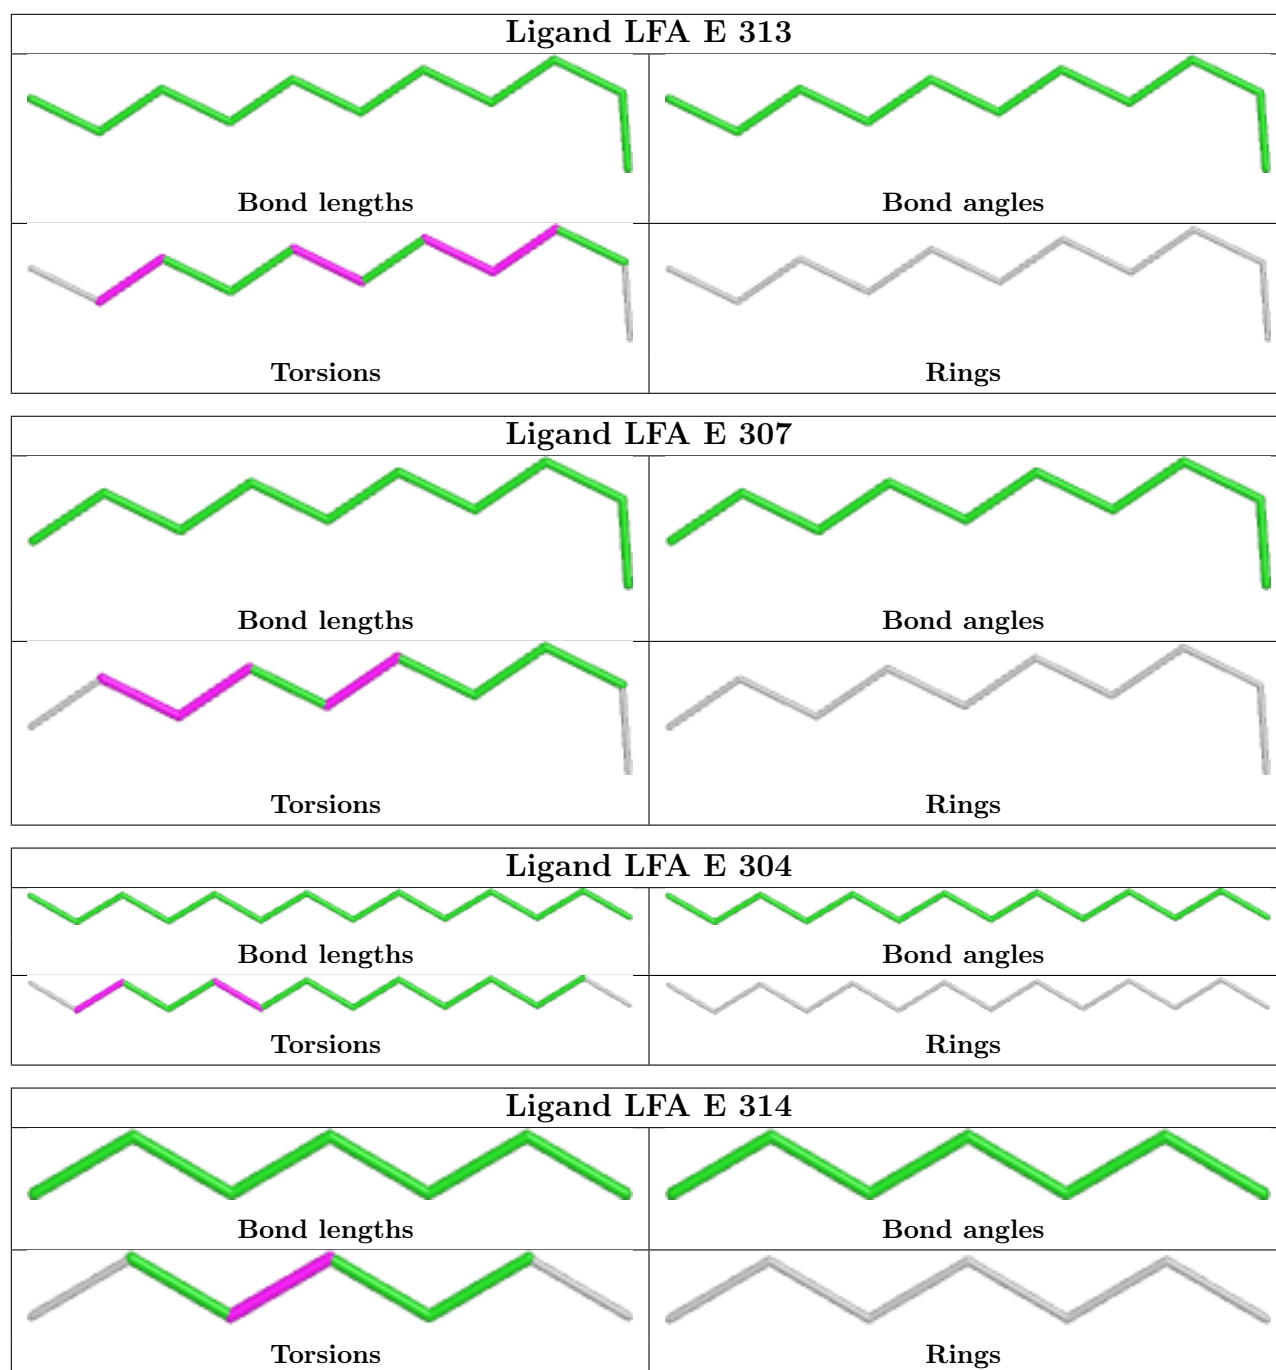 Ligand LFA E 313
Bond lengths Bond angles
Torsions Rings
Ligand LFA E 307
Bond lengths Bond angles
Torsions Rings
Ligand LFA E 304
Bond lengths Bond angles
Torsions Rings
Ligand LFA E 314
Bond lengths Bond angles
Torsions Rings